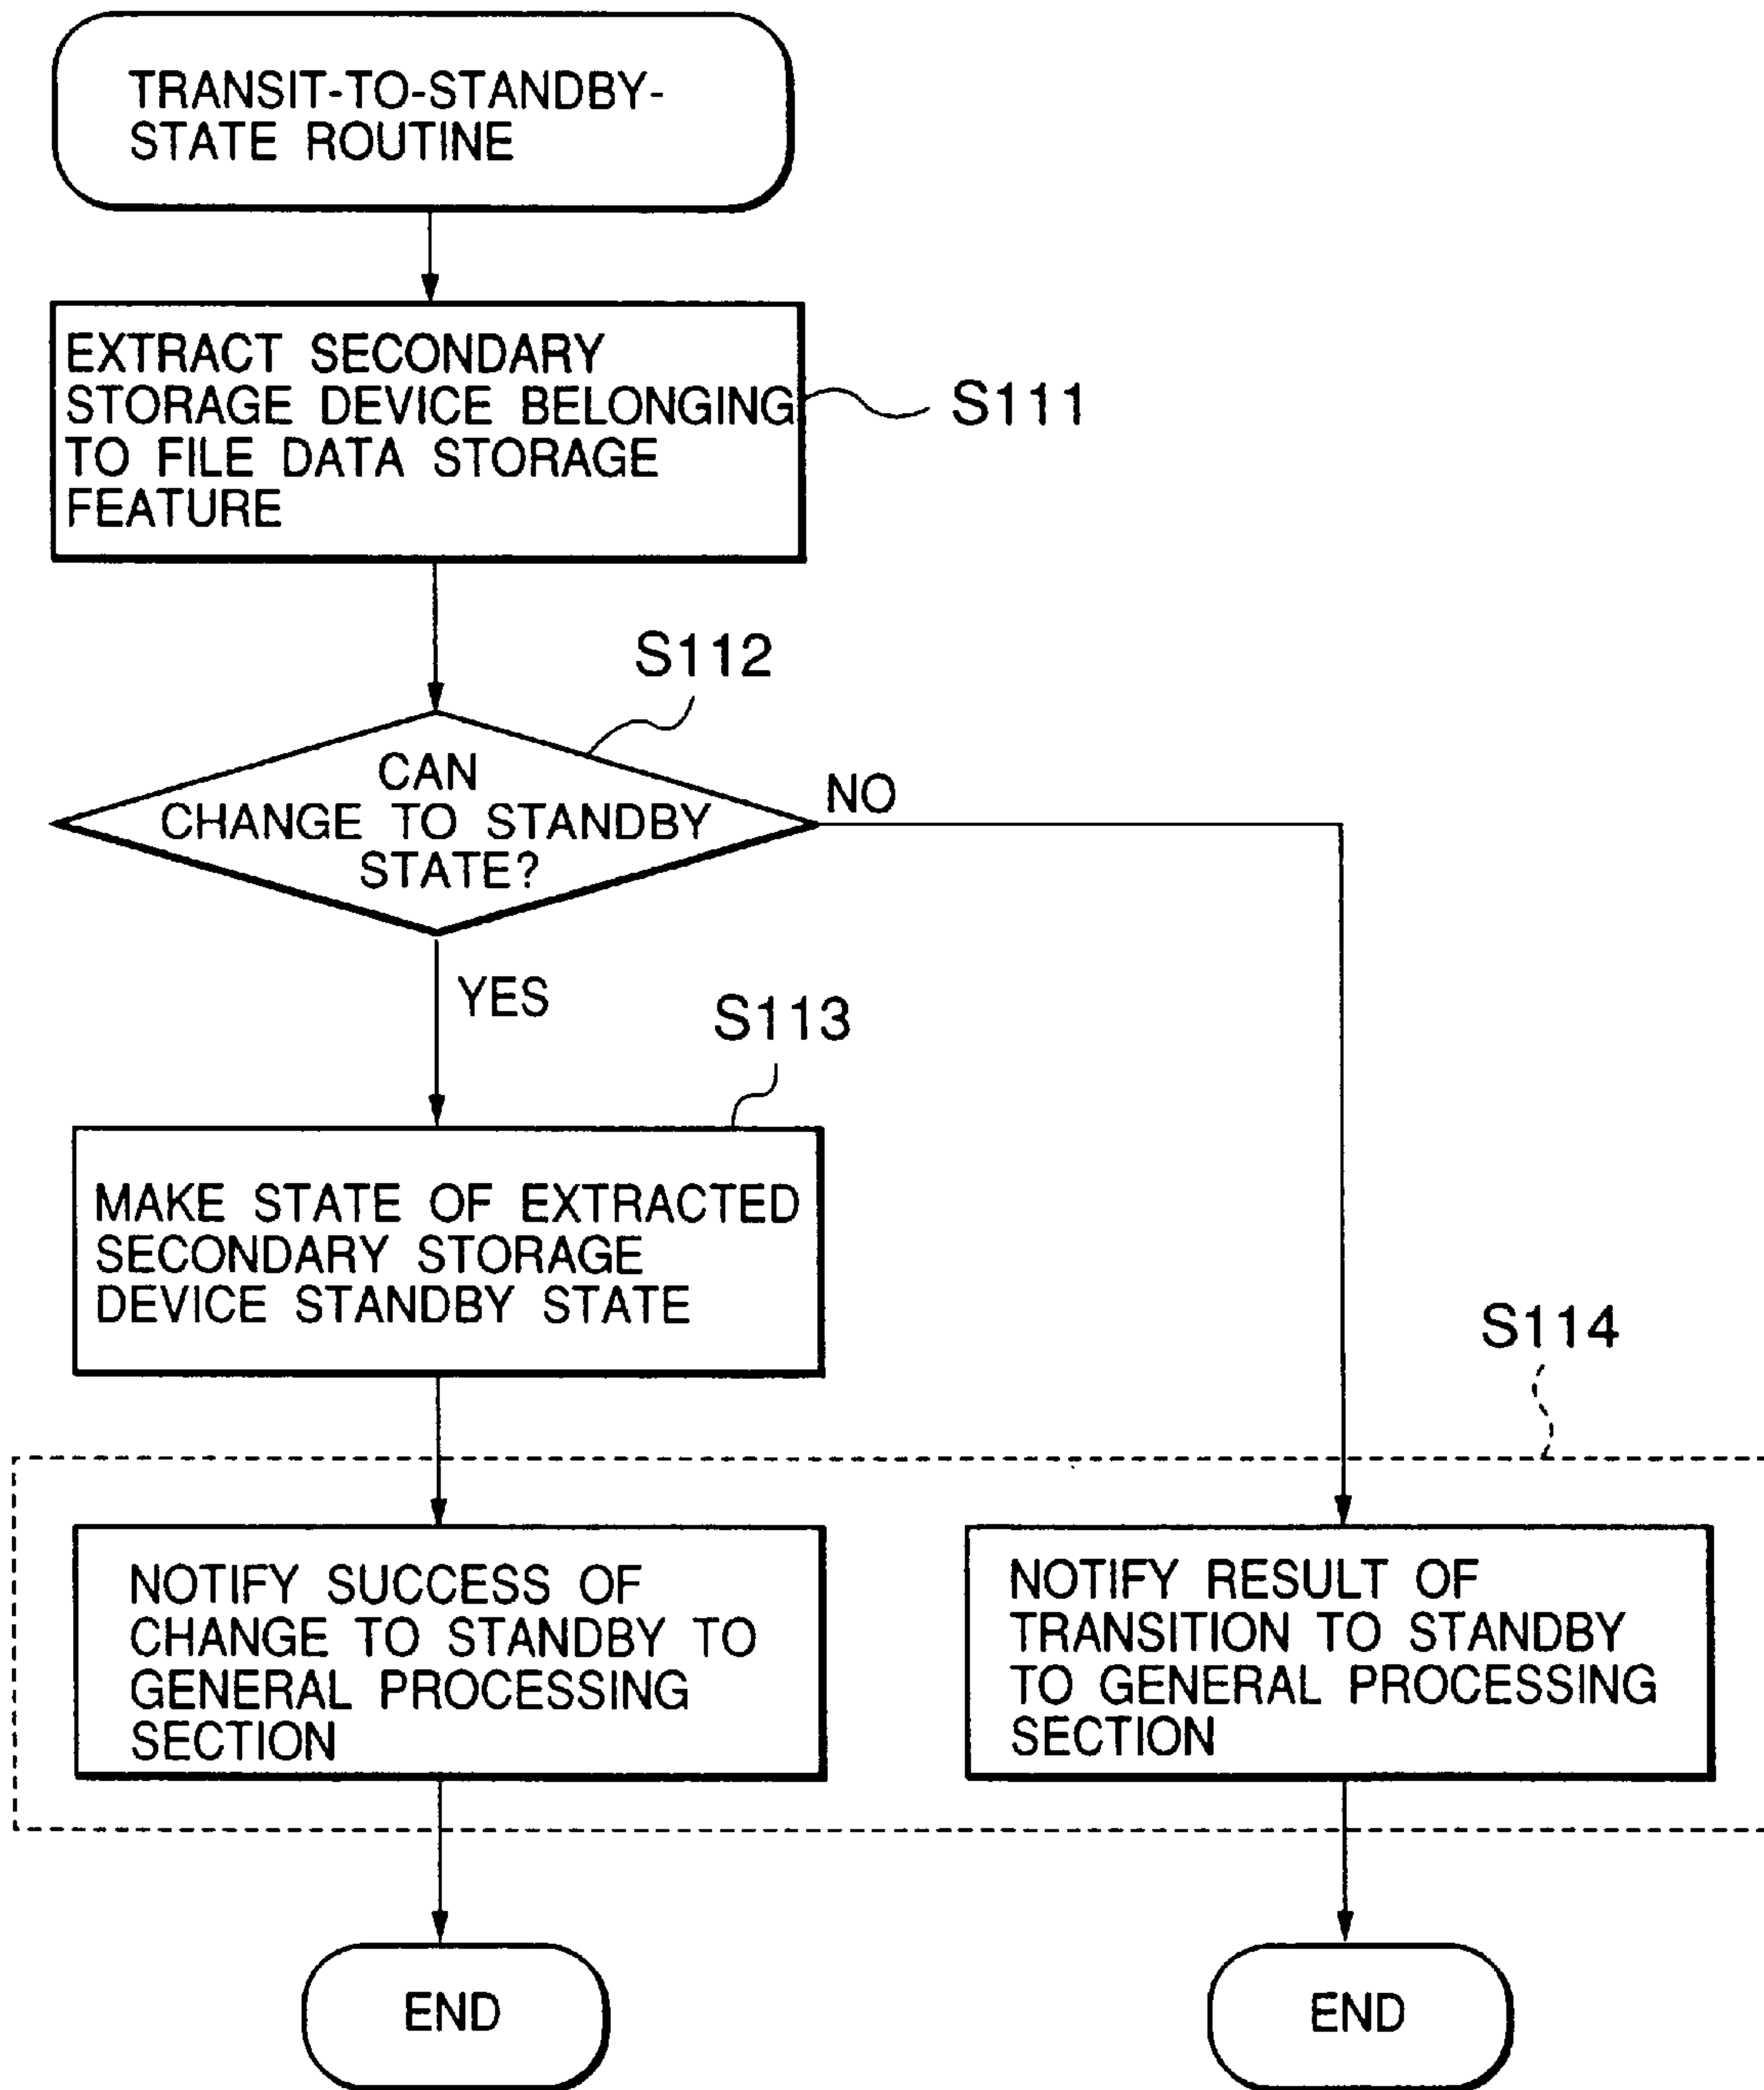 TRANSIT-TO-STANDBY-
STATE ROUTINE
EXTRACT SECONDARY
STORAGE DEVICE BELONGING
TO FILE DATA STORAGE
FEATURE
S111
S112
CAN
CHANGE TO STANDBY
STATE?
NO
YES
S113
MAKE STATE OF EXTRACTED
SECONDARY STORAGE
DEVICE STANDBY STATE
S114
NOTIFY SUCCESS OF
CHANGE TO STANDBY TO
GENERAL PROCESSING
SECTION
NOTIFY RESULT OF
TRANSITION TO STANDBY
TO GENERAL PROCESSING
SECTION
END
END